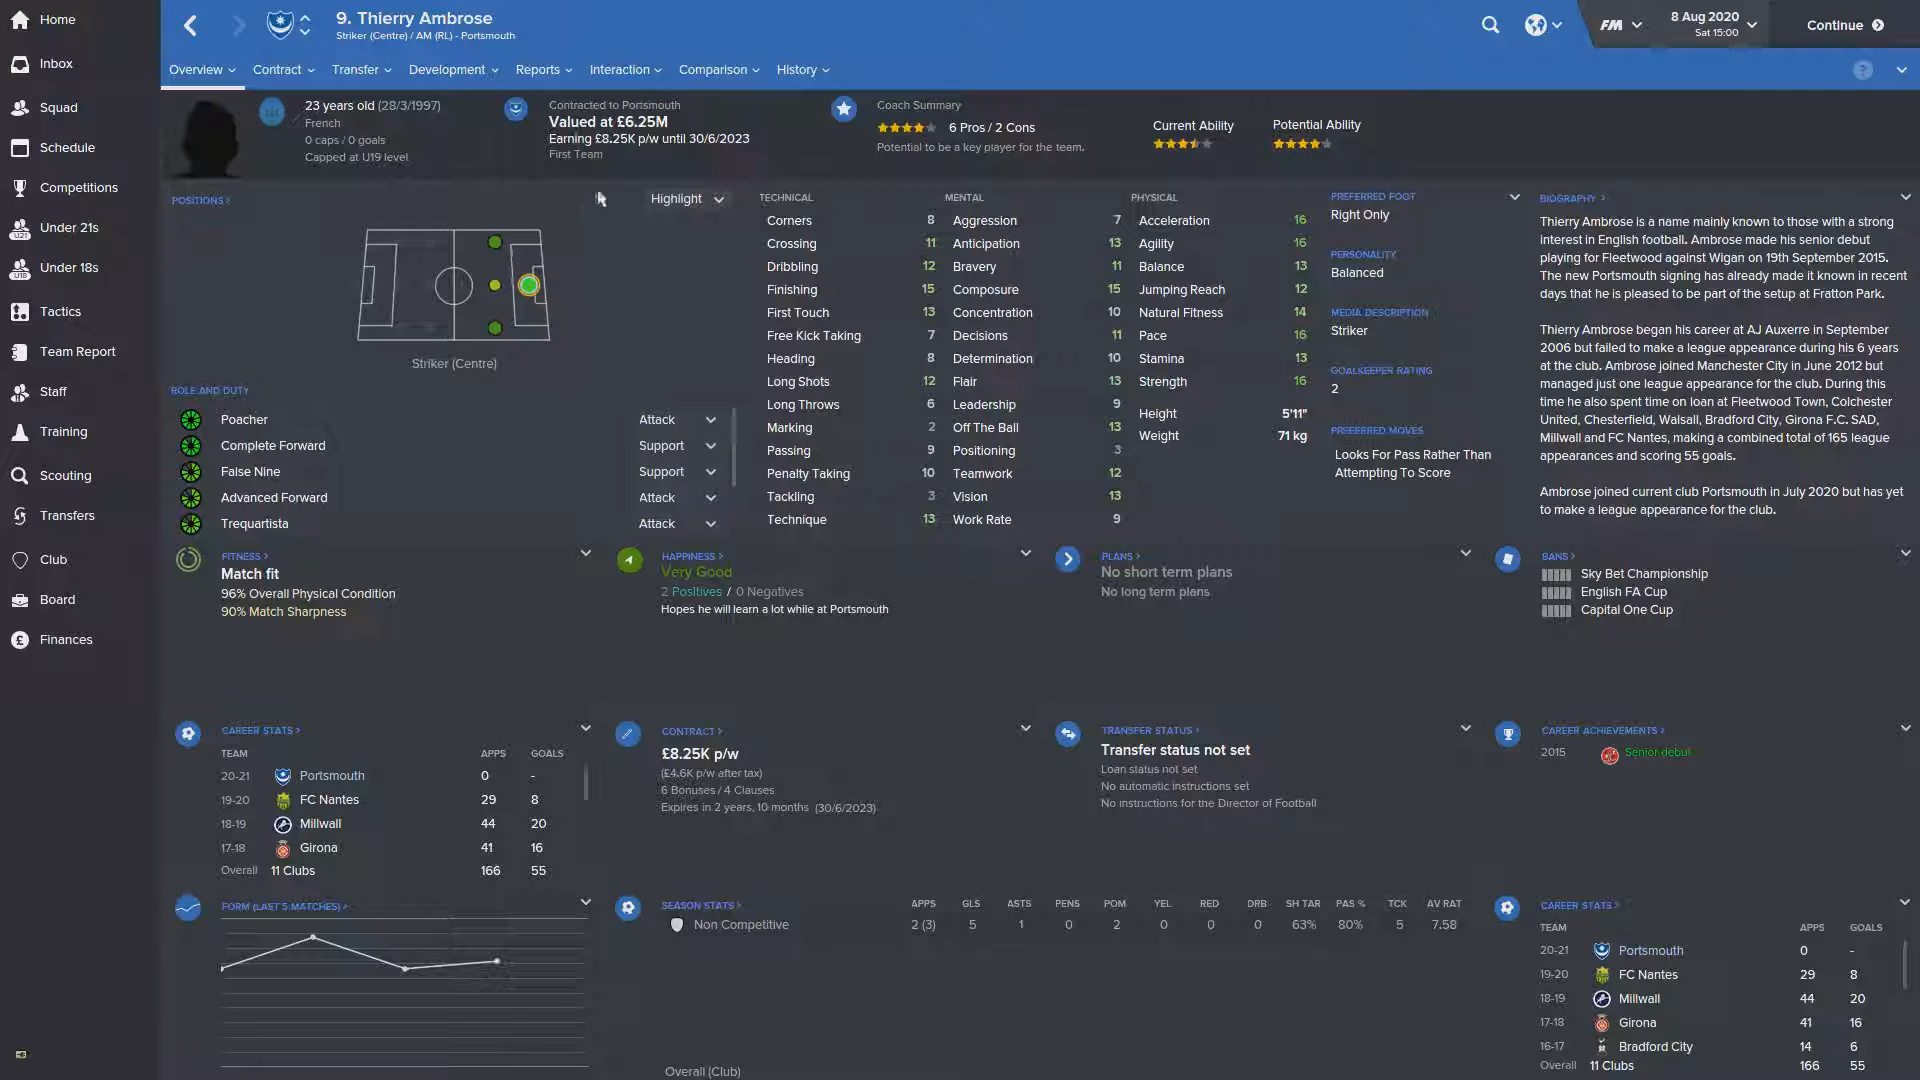 Home
Inbox
Squad
Schedule
Competitions
Under 21s
Under 18s
Tactics
Team Report
Staff
Training
Scouting
Transfers
Club
Board
Finances
9. Thierry Ambrose
Striker (Centre) / AM (RL) - Portsmouth
FM
8 Aug 2020
Sat 15:00
Continue
Overview Contract Transfer Development Reports Interaction Comparison History
23 years old (28/3/1997)
French
0 caps / 0 goals
Capped at U19 level
Contracted to Portsmouth
Valued at £6.25M
Earning £8.25K p/w until 30/6/2023
First Team
Coach Summary
6 Pros / 2 Cons
Potential to be a key player for the team.
Current Ability
Potential Ability
POSITIONS >
Highlight
Striker (Centre)
ROLE AND DUTY
Poacher Attack
Complete Forward Support
False Nine Support
Advanced Forward Attack
Trequartista Attack
TECHNICAL
Corners 8
Crossing 11
Dribbling 12
Finishing 15
First Touch 13
Free Kick Taking 7
Heading 8
Long Shots 12
Long Throws 6
Marking 2
Passing 9
Penalty Taking 10
Tackling 3
Technique 13
MENTAL
Aggression 7
Anticipation 13
Bravery 11
Composure 15
Concentration 10
Decisions 11
Determination 10
Flair 13
Leadership 9
Off The Ball 13
Positioning 3
Teamwork 12
Vision 13
Work Rate 9
PHYSICAL
Acceleration 16
Agility 16
Balance 13
Jumping Reach 12
Natural Fitness 14
Pace 16
Stamina 13
Strength 16
Height 5'11"
Weight 71 kg
PREFERRED FOOT
Right Only
PERSONALITY
Balanced
MEDIA DESCRIPTION
Striker
GOALKEEPER RATING
2
PREFERRED MOVES
Looks For Pass Rather Than
Attempting To Score
BIOGRAPHY >
Thierry Ambrose is a name mainly known to those with a strong
interest in English football. Ambrose made his senior debut
playing for Fleetwood against Wigan on 19th September 2015.
The new Portsmouth signing has already made it known in recent
days that he is pleased to be part of the setup at Fratton Park.
Thierry Ambrose began his career at AJ Auxerre in September
2006 but failed to make a league appearance during his 6 years
at the club. Ambrose joined Manchester City in June 2012 but
managed just one league appearance for the club. During this
time he also spent time on loan at Fleetwood Town, Colchester
United, Chesterfield, Walsall, Bradford City, Girona F.C. SAD,
Millwall and FC Nantes, making a combined total of 165 league
appearances and scoring 55 goals.
Ambrose joined current club Portsmouth in July 2020 but has yet
to make a league appearance for the club.
FITNESS >
Match fit
96% Overall Physical Condition
90% Match Sharpness
HAPPINESS >
Very Good
2 Positives / 0 Negatives
Hopes he will learn a lot while at Portsmouth
PLANS >
No short term plans
No long term plans
BANS >
Sky Bet Championship
English FA Cup
Capital One Cup
CAREER STATS >
TEAM APPS GOALS
20-21 Portsmouth 0 -
19-20 FC Nantes 29 8
18-19 Millwall 44 20
17-18 Girona 41 16
Overall 11 Clubs 166 55
CONTRACT >
£8.25K p/w
(£4.6K p/w after tax)
6 Bonuses / 4 Clauses
Expires in 2 years, 10 months (30/6/2023)
TRANSFER STATUS >
Transfer status not set
Loan status not set
No automatic instructions set
No instructions for the Director of Football
CAREER ACHIEVEMENTS >
2015 Senior debut
FORM (LAST 5 MATCHES) >
SEASON STATS > APPS GLS ASTS PENS POM YEL RED DRB SH TAR PAS % TCK AV RAT
Non Competitive 2 (3) 5 1 0 2 0 0 0 63% 80% 5 7.58
Overall (Club)
CAREER STATS >
TEAM APPS GOALS
20-21 Portsmouth 0 -
19-20 FC Nantes 29 8
18-19 Millwall 44 20
17-18 Girona 41 16
16-17 Bradford City 14 6
Overall 11 Clubs 166 55